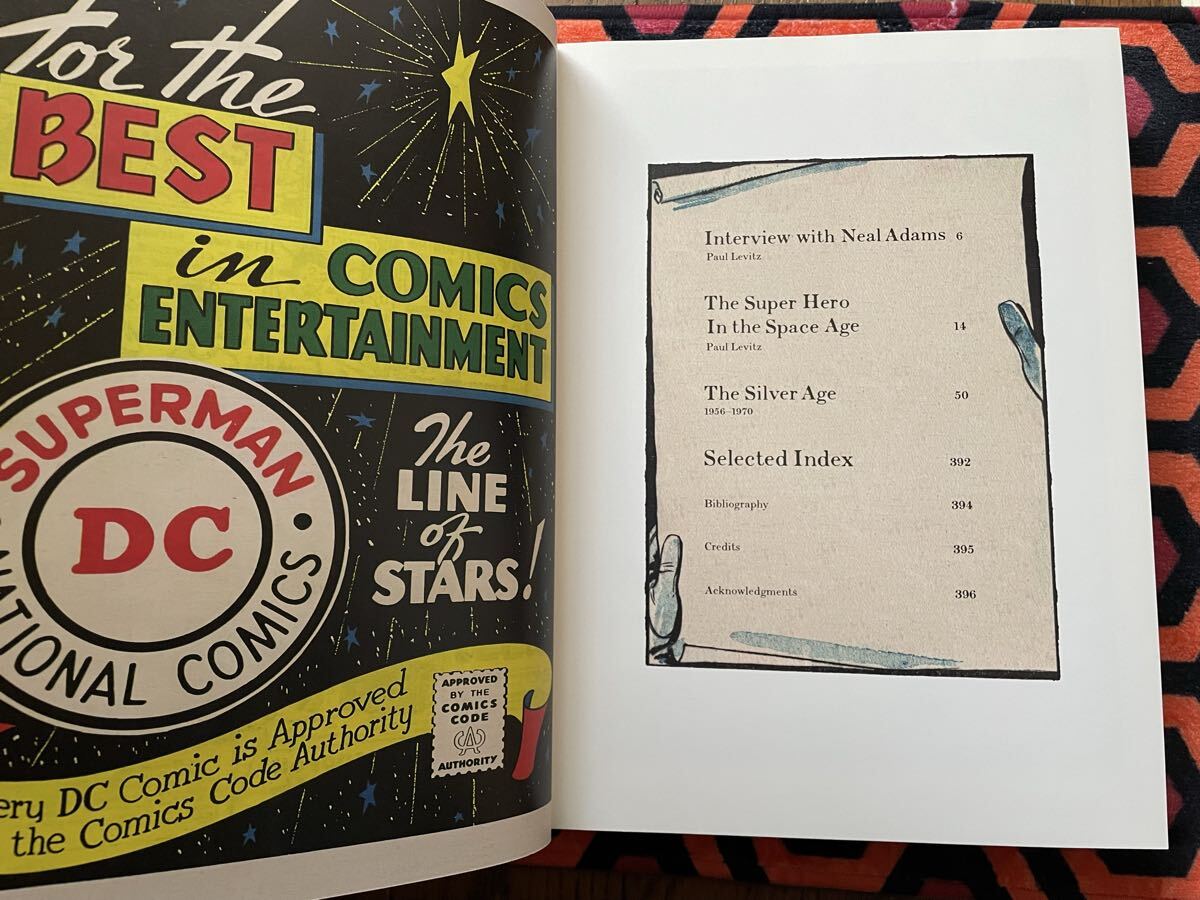 for the
BEST
in COMICS
ENTERTAINMENT
SUPERMAN
DC
NATIONAL COMICS
The
LINE
of
STARS!
DC Comic is Approved
the Comics Code Authority
APPROVED
BY THE
COMICS
CODE
CA
AUTHORITY
Interview with Neal Adams 6
Paul Levitz
The Super Hero
In the Space Age 14
Paul Levitz
The Silver Age 50
1956–1970
Selected Index 392
Bibliography 394
Credits 395
Acknowledgments 396